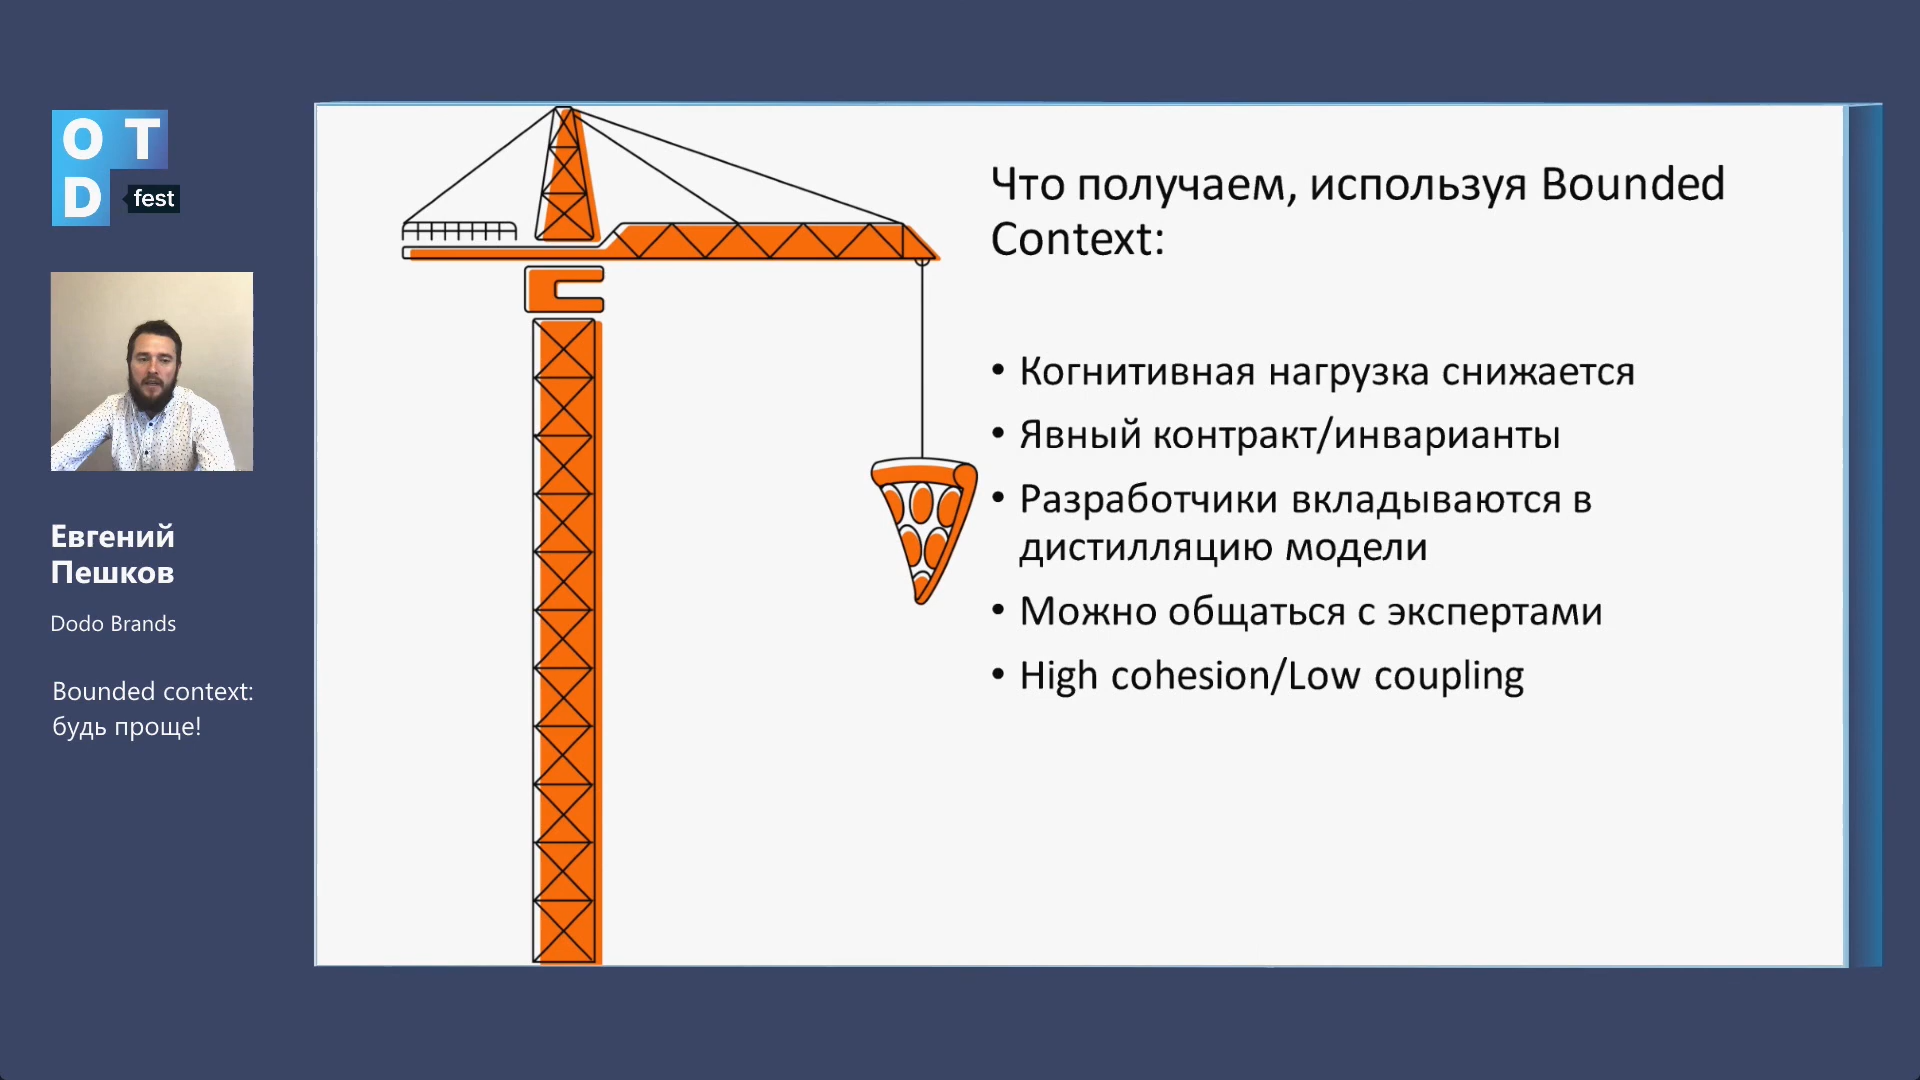 OT
D fest
Евгений
Пешков
Dodo Brands
Bounded context:
будь проще!
Что получаем, используя Bounded
Context:
• Когнитивная нагрузка снижается
• Явный контракт/инварианты
• Разработчики вкладываются в
дистилляцию модели
• Можно общаться с экспертами
• High cohesion/Low coupling